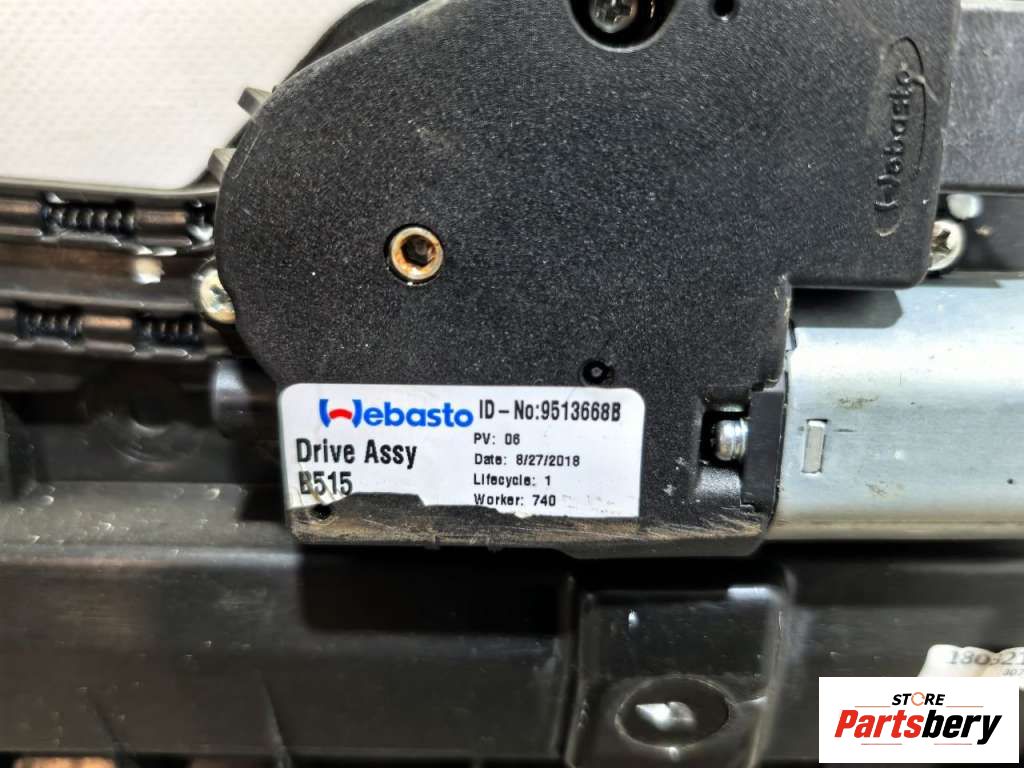 Webasto
Webasto ID-No:9513668B
Drive Assy
B515
PV: 06
Date: 8/27/2018
Lifecycle: 1
Worker: 740
STORE
Partsbery